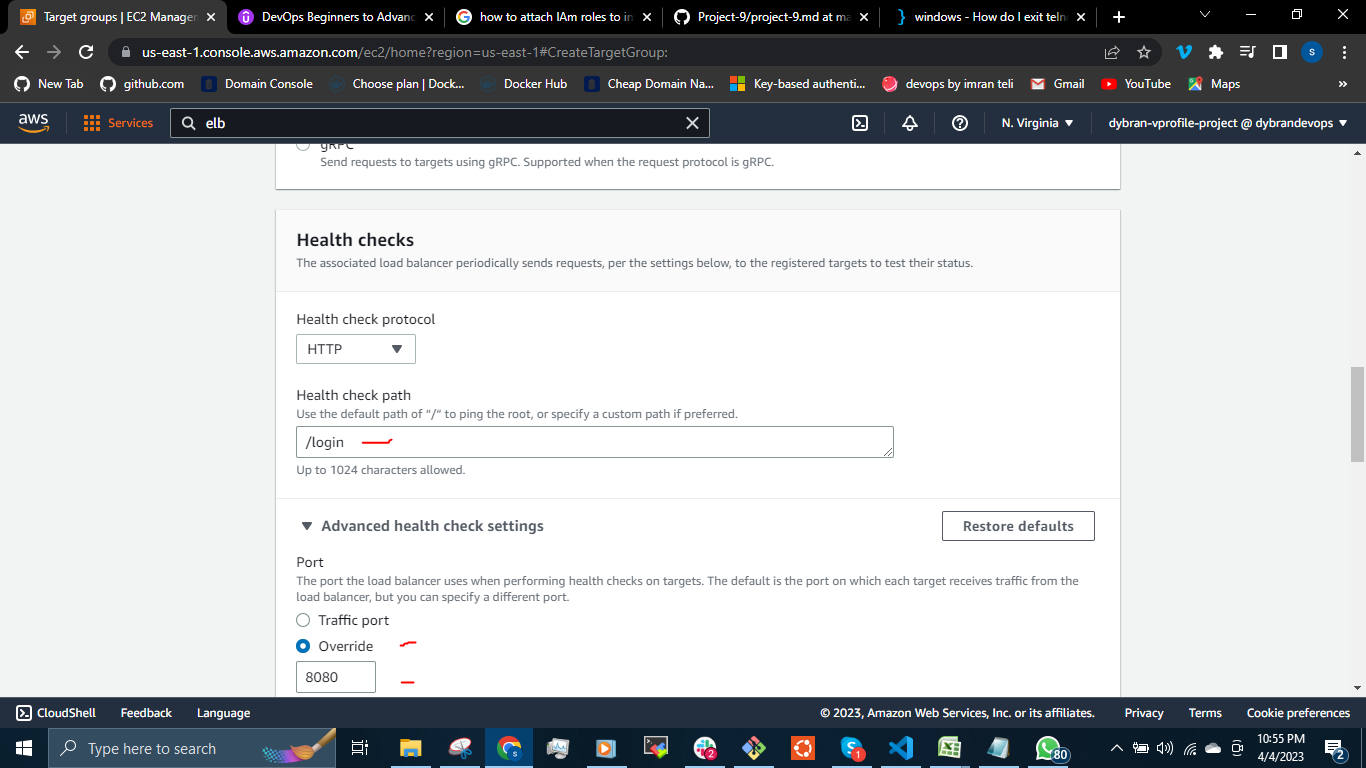 Target groups | EC2 Manager
DevOps Beginners to Advanc
how to attach IAm roles to in
Project-9/project-9.md at ma
windows - How do I exit teln
us-east-1.console.aws.amazon.com/ec2/home?region=us-east-1#CreateTargetGroup:
S
New Tab
github.com
Domain Console
Choose plan | Dock...
Docker Hub
Cheap Domain Na...
Key-based authenti...
devops by imran teli
Gmail
YouTube
Maps
»
aws
Services
elb
N. Virginia
dybran-vprofile-project @ dybrandevops
gRPC
Send requests to targets using gRPC. Supported when the request protocol is gRPC.
Health checks
The associated load balancer periodically sends requests, per the settings below, to the registered targets to test their status.
Health check protocol
HTTP
Health check path
Use the default path of "/" to ping the root, or specify a custom path if preferred.
/login
Up to 1024 characters allowed.
Advanced health check settings
Restore defaults
Port
The port the load balancer uses when performing health checks on targets. The default is the port on which each target receives traffic from the
load balancer, but you can specify a different port.
Traffic port
Override
8080
CloudShell
Feedback
Language
© 2023, Amazon Web Services, Inc. or its affiliates.
Privacy
Terms
Cookie preferences
Type here to search
2
1
80
10:55 PM
4/4/2023
2